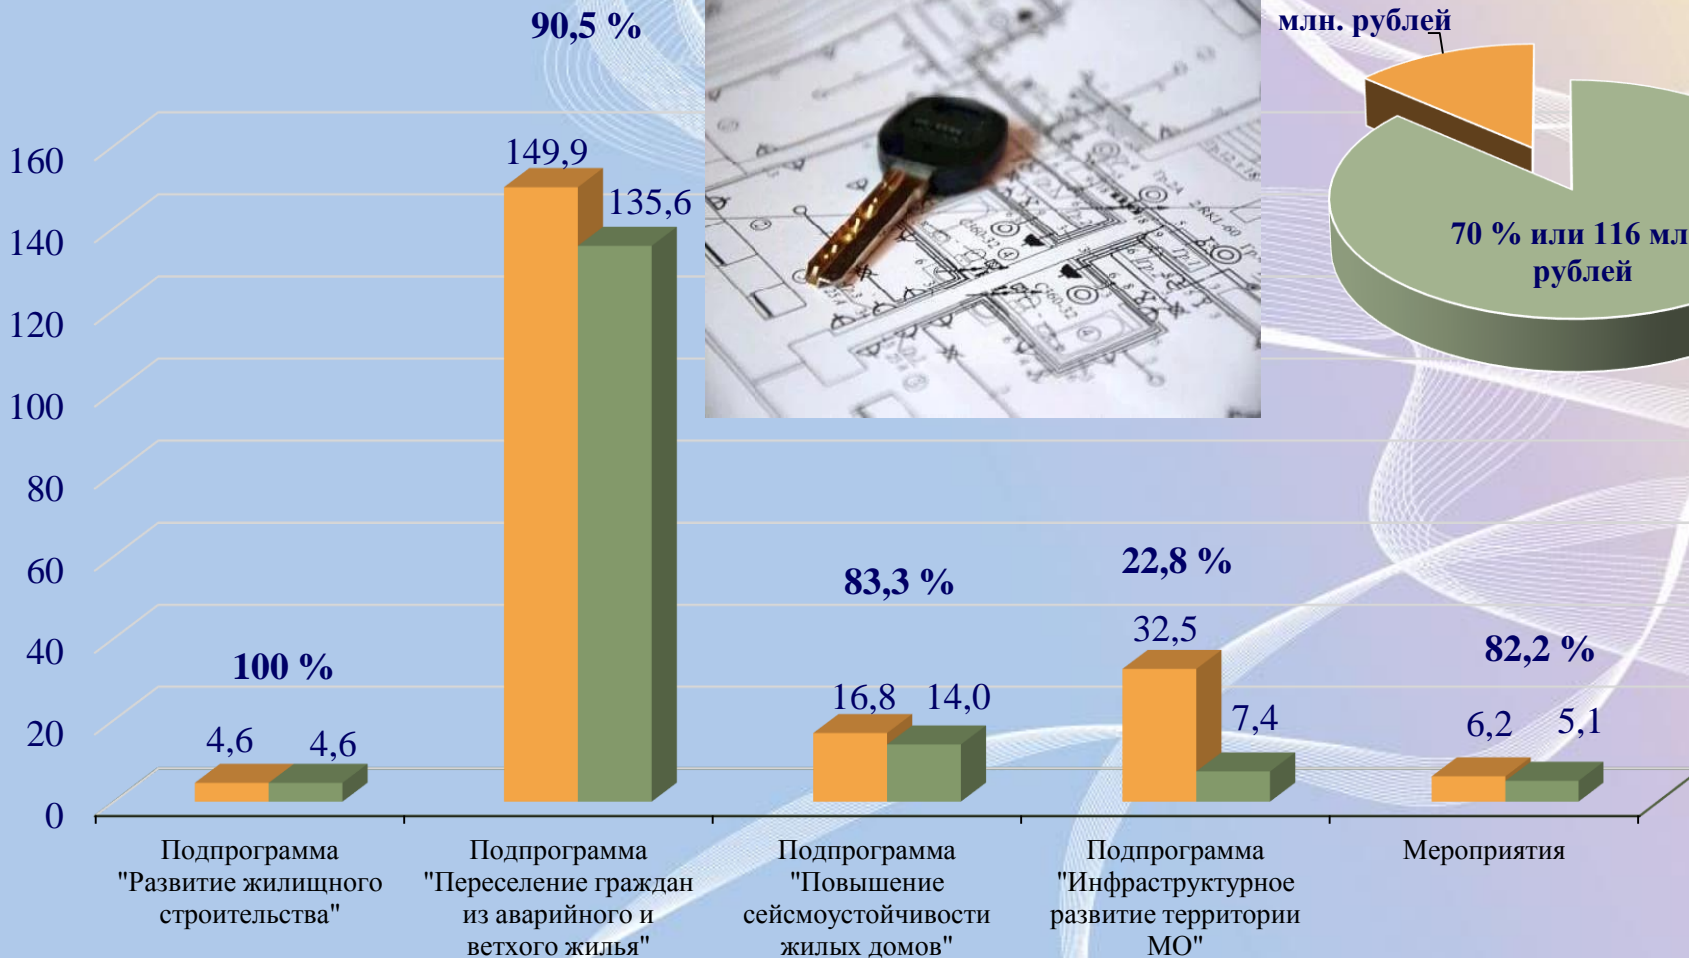 90,5 %
млн. рублей
70 % или 116 мл
рублей
160
140
120
100
80
60
40
20
0
149,9
135,6
100 %
4,6
4,6
83,3 %
16,8
14,0
22,8 %
32,5
7,4
82,2 %
6,2
5,1
Подпрограмма
"Развитие жилищного
строительства"
Подпрограмма
"Переселение граждан
из аварийного и
ветхого жилья"
Подпрограмма
"Повышение
сейсмоустойчивости
жилых домов"
Подпрограмма
"Инфраструктурное
развитие территории
МО"
Мероприятия